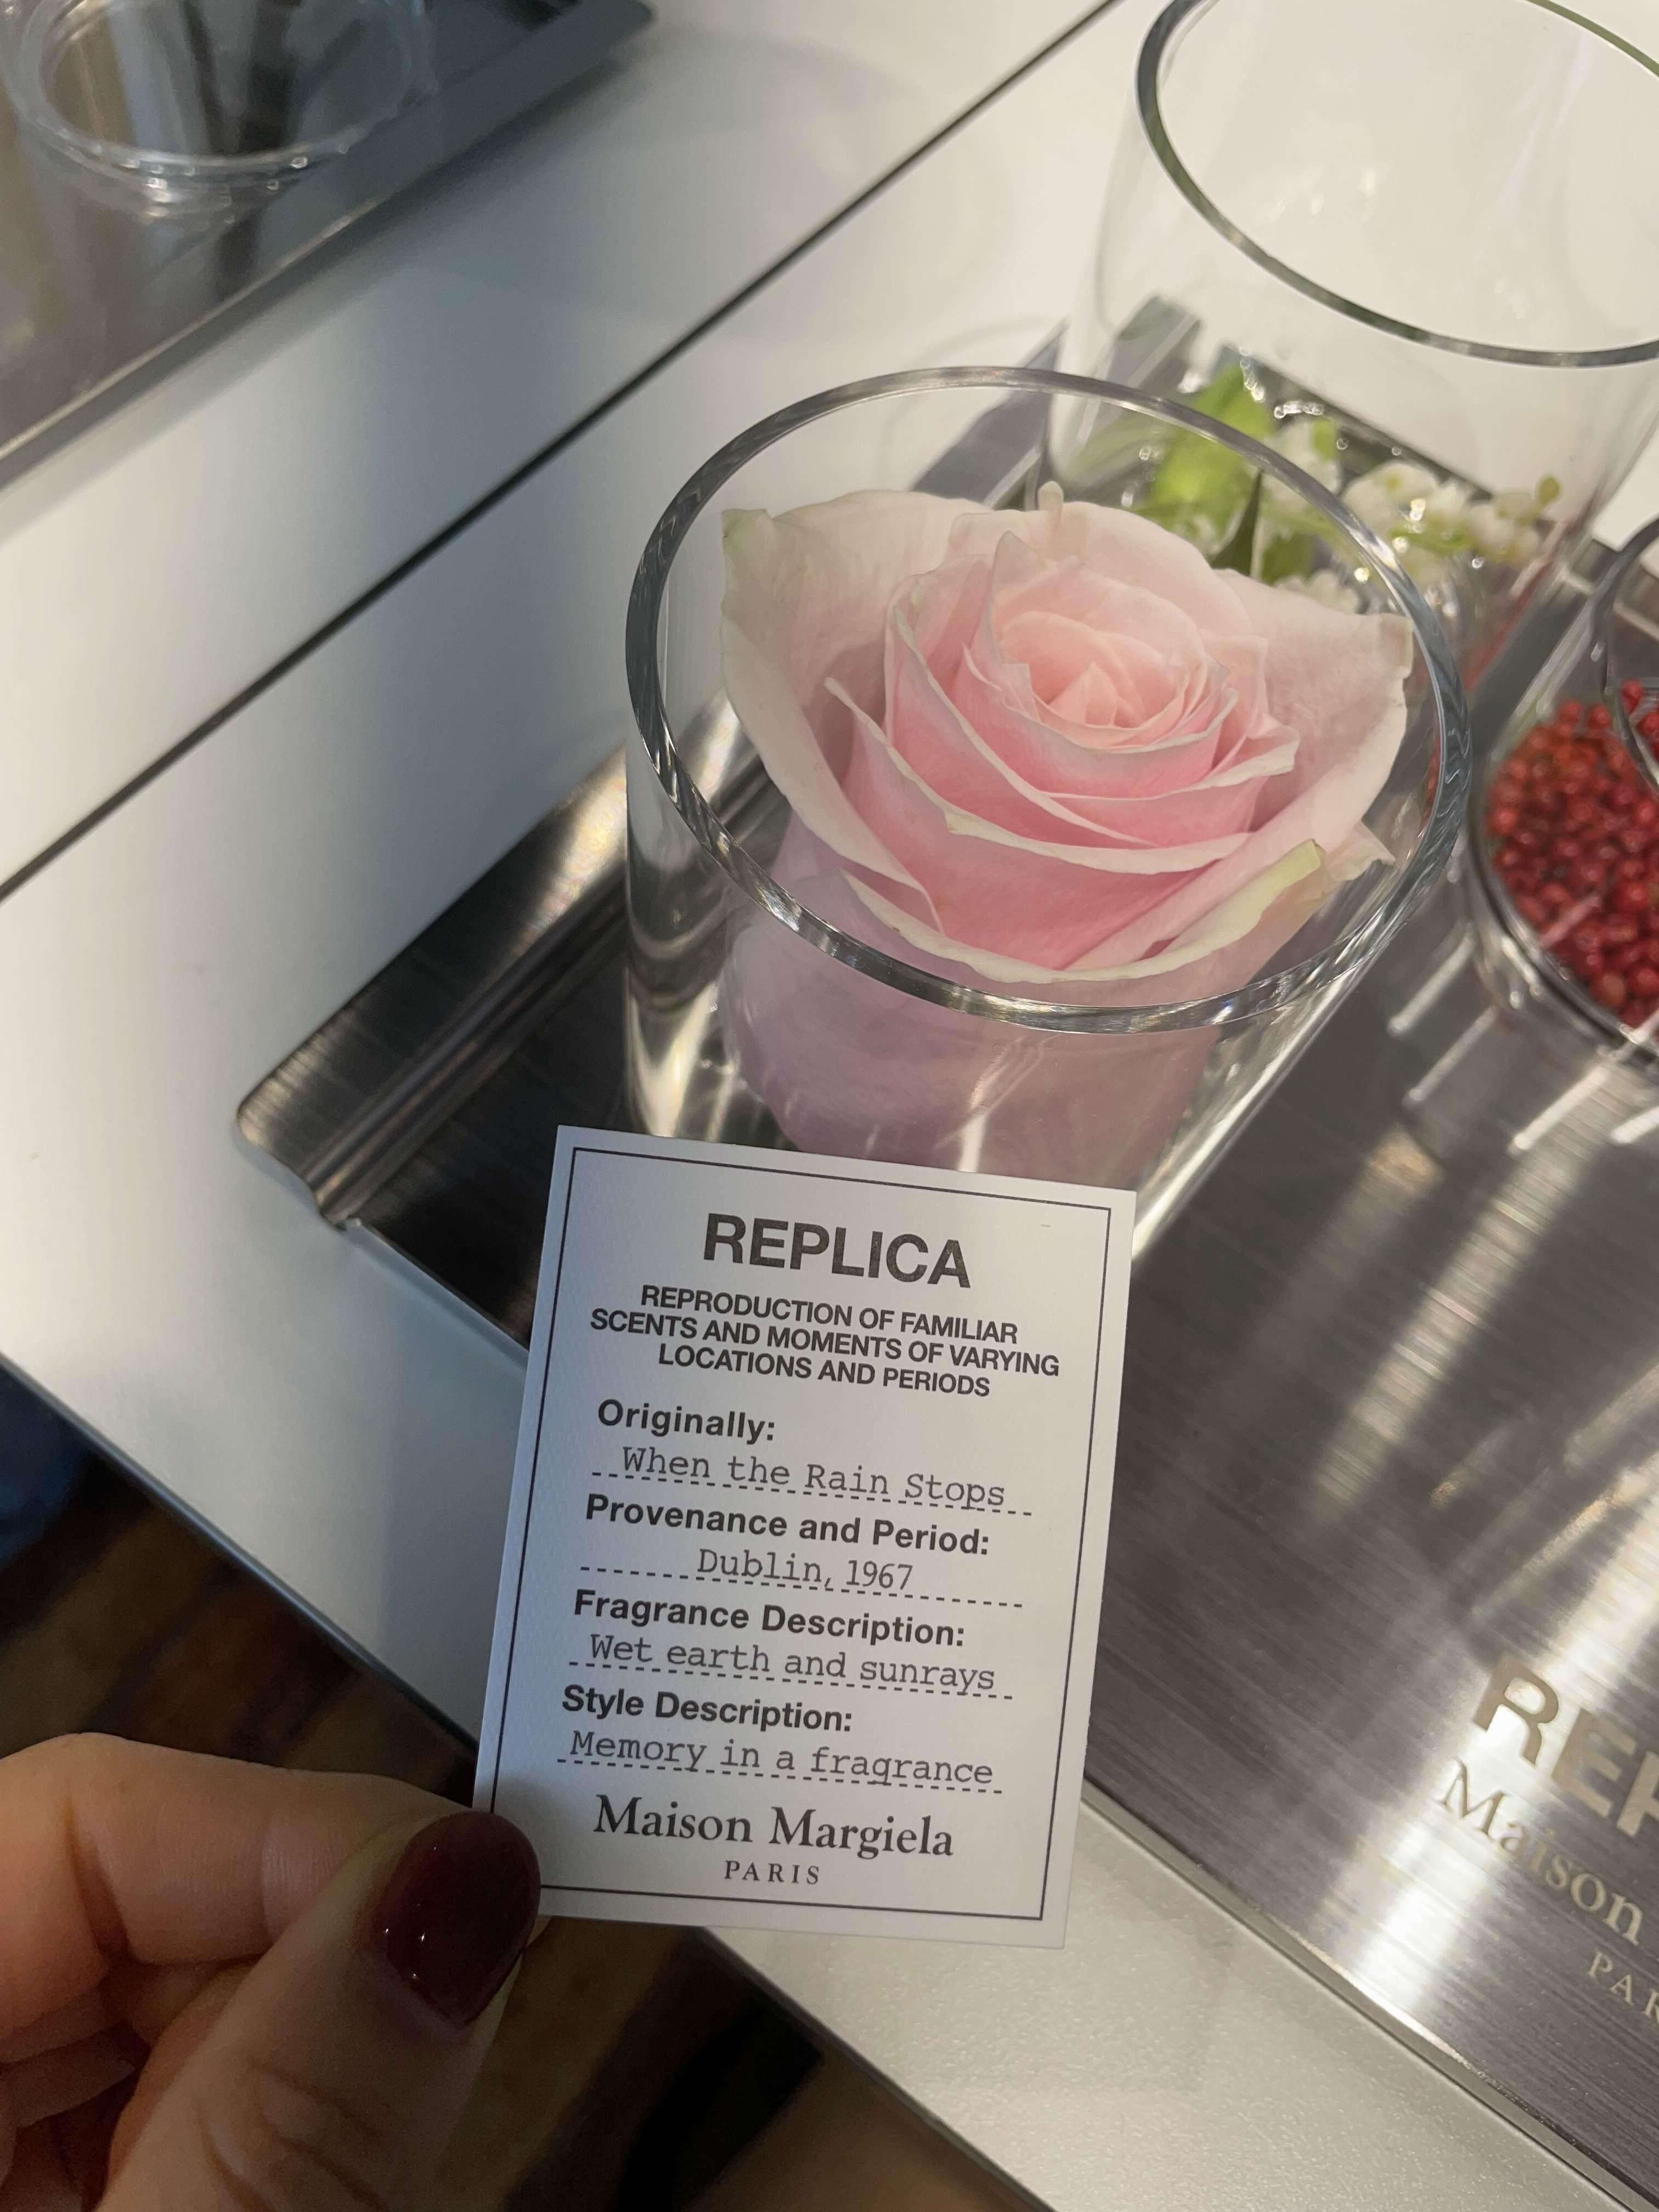 REPLICA
REPRODUCTION OF FAMILIAR
SCENTS AND MOMENTS OF VARYING
LOCATIONS AND PERIODS
Originally:
When the Rain Stops
Provenance and Period:
Dublin, 1967
Fragrance Description:
Wet earth and sunrays
Style Description:
Memory in a fragrance
Maison Margiela
PARIS
Maison